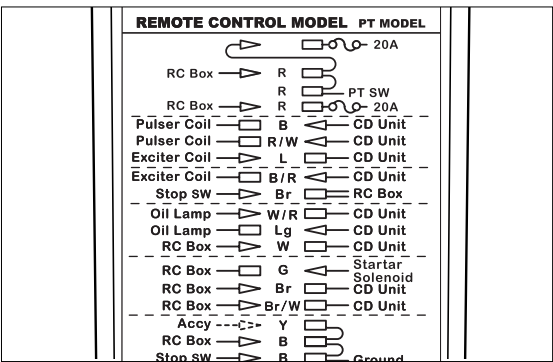 REMOTE CONTROL MODEL PT MODEL
20A
RC Box R
R PT SW
RC Box R 20A
Pulser Coil B CD Unit
Pulser Coil R/W CD Unit
Exciter Coil L CD Unit
Exciter Coil B/R CD Unit
Stop SW Br RC Box
Oil Lamp W/R CD Unit
Oil Lamp Lg CD Unit
RC Box W CD Unit
RC Box G Startar
Solenoid
RC Box Br CD Unit
RC Box Br/W CD Unit
Accy Y
RC Box B
Stop SW B Ground